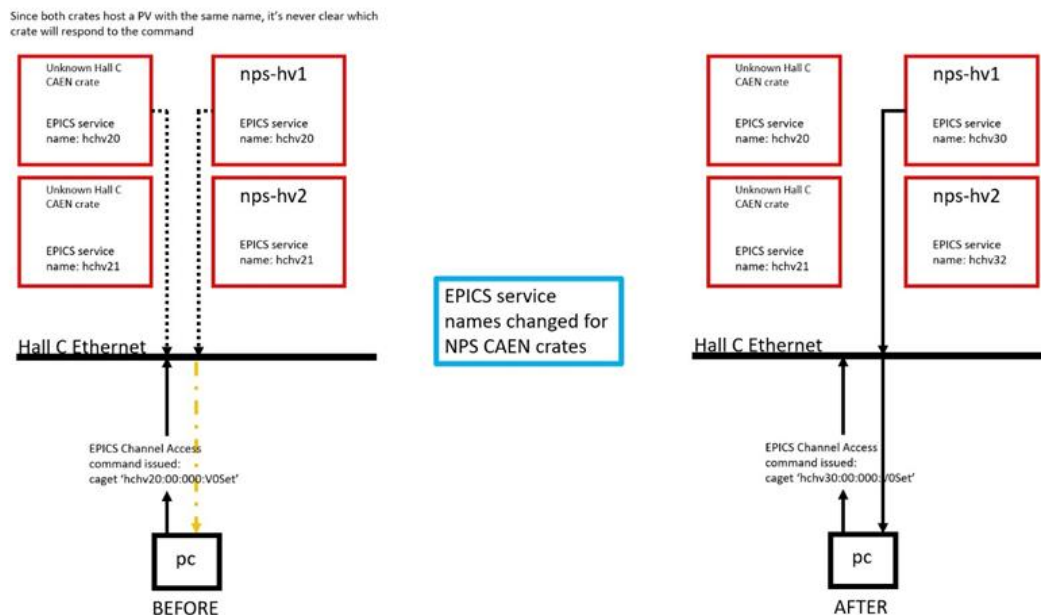 Since both crates host a PV with the same name, it's never clear which
crate will respond to the command
Unknown Hall C
CAEN crate
EPICS service
name: hchv20
nps-hv1
EPICS service
name: hchv20
Unknown Hall C
CAEN crate
EPICS service
name: hchv21
nps-hv2
EPICS service
name: hchv21
Hall C Ethernet
EPICS Channel Access
command issued:
caget 'hchv20:00:000:V0Set'
pc
BEFORE
EPICS service
names changed for
NPS CAEN crates
Unknown Hall C
CAEN crate
EPICS service
name: hchv20
nps-hv1
EPICS service
name: hchv30
Unknown Hall C
CAEN crate
EPICS service
name: hchv21
nps-hv2
EPICS service
name: hchv32
Hall C Ethernet
EPICS Channel Access
command issued:
caget 'hchv30:00:000:V0Set'
pc
AFTER